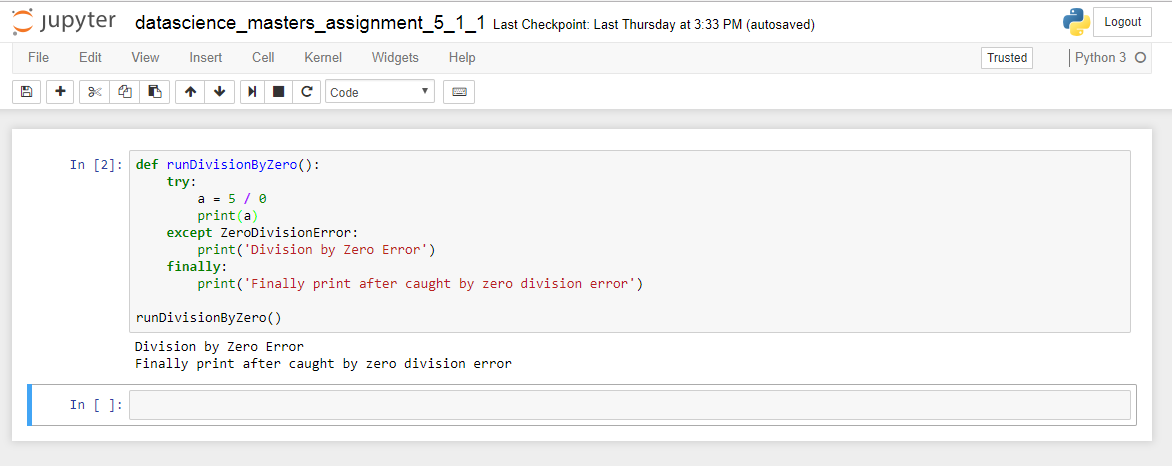 jupyter datascience_masters_assignment_5_1_1 Last Checkpoint: Last Thursday at 3:33 PM (autosaved) Logout
File Edit View Insert Cell Kernel Widgets Help Trusted Python 3
Code
In [2]: def runDivisionByZero():
    try:
        a = 5 / 0
        print(a)
    except ZeroDivisionError:
        print('Division by Zero Error')
    finally:
        print('Finally print after caught by zero division error')
runDivisionByZero()
Division by Zero Error
Finally print after caught by zero division error
In [ ]: